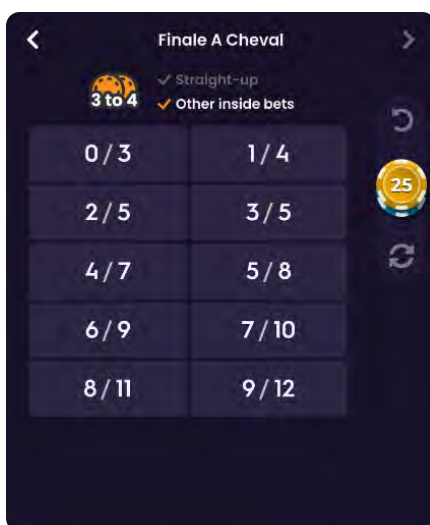 Finale A Cheval
3 to 4
Straight-up
Other inside bets
25
0 / 3
1 / 4
2 / 5
3 / 5
4 / 7
5 / 8
6 / 9
7 / 10
8 / 11
9 / 12